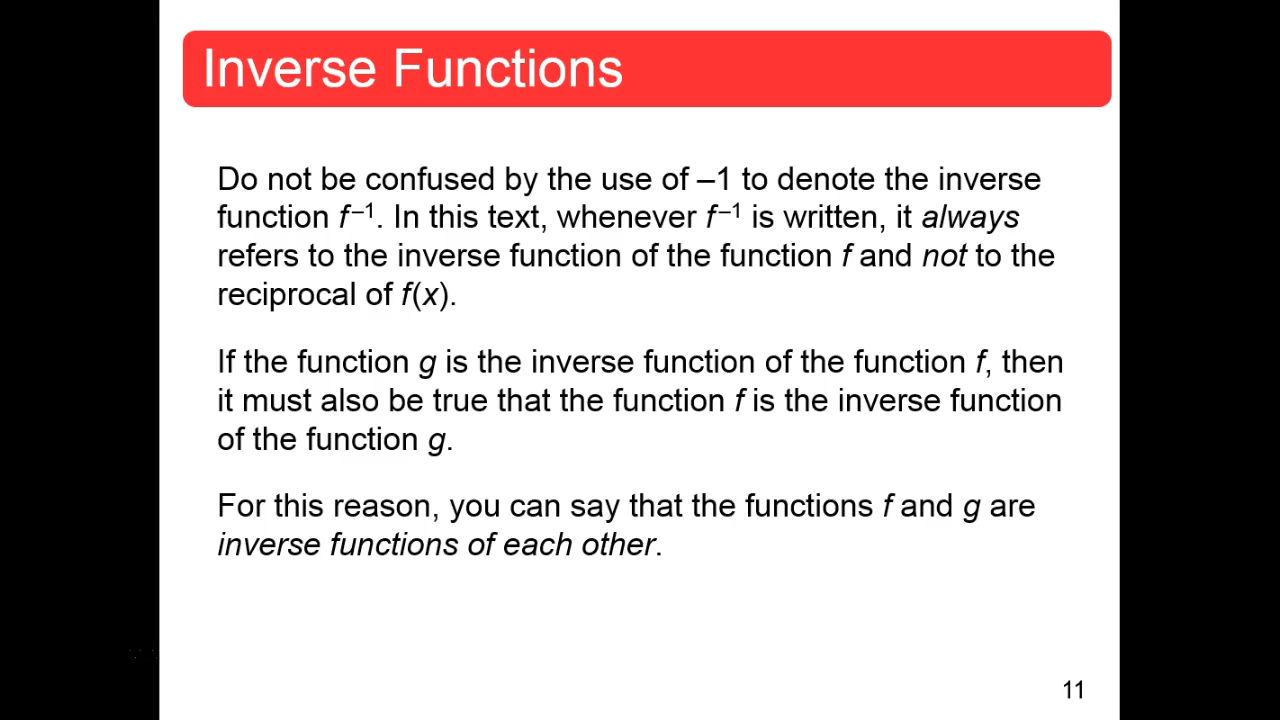 Inverse Functions
Do not be confused by the use of –1 to denote the inverse
function f⁻¹. In this text, whenever f⁻¹ is written, it always
refers to the inverse function of the function f and not to the
reciprocal of f(x).
If the function g is the inverse function of the function f, then
it must also be true that the function f is the inverse function
of the function g.
For this reason, you can say that the functions f and g are
inverse functions of each other.
11